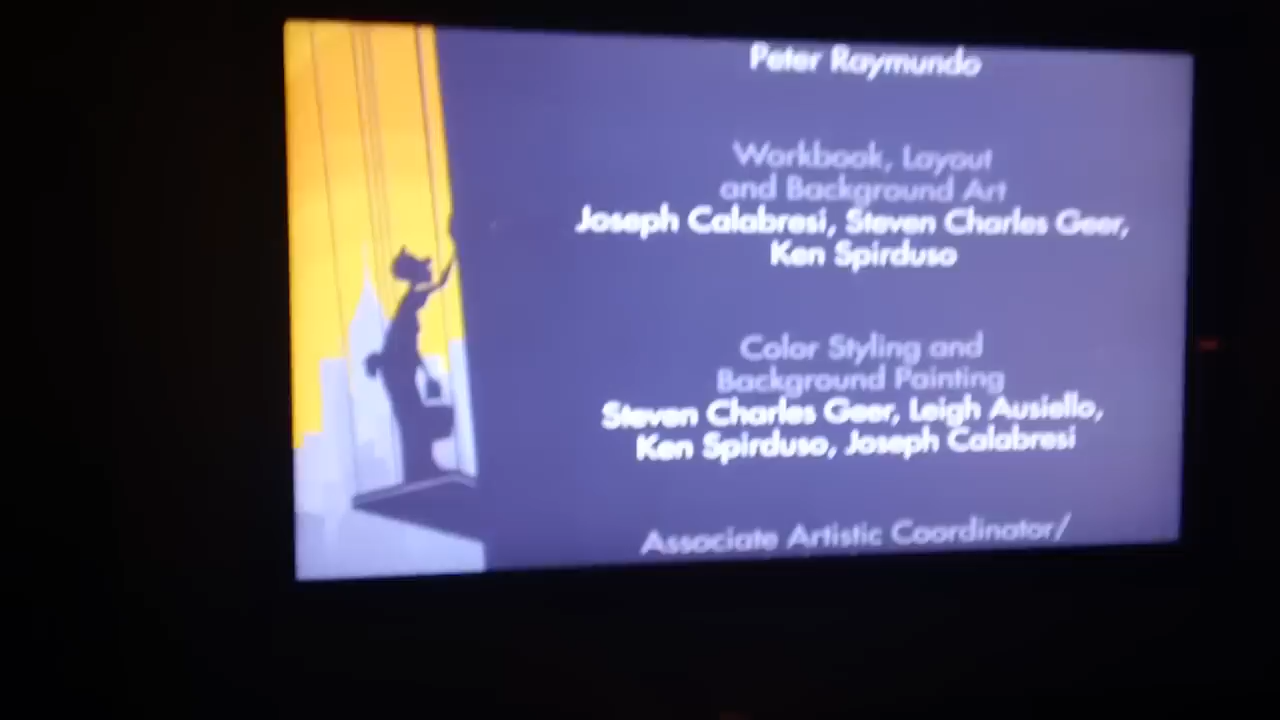 Peter Raymundo
Workbook, Layout
and Background Art
Joseph Calabresi, Steven Charles Geer,
Ken Spirduso
Color Styling and
Background Painting
Steven Charles Geer, Leigh Ausiello,
Ken Spirduso, Joseph Calabresi
Associate Artistic Coordinator/